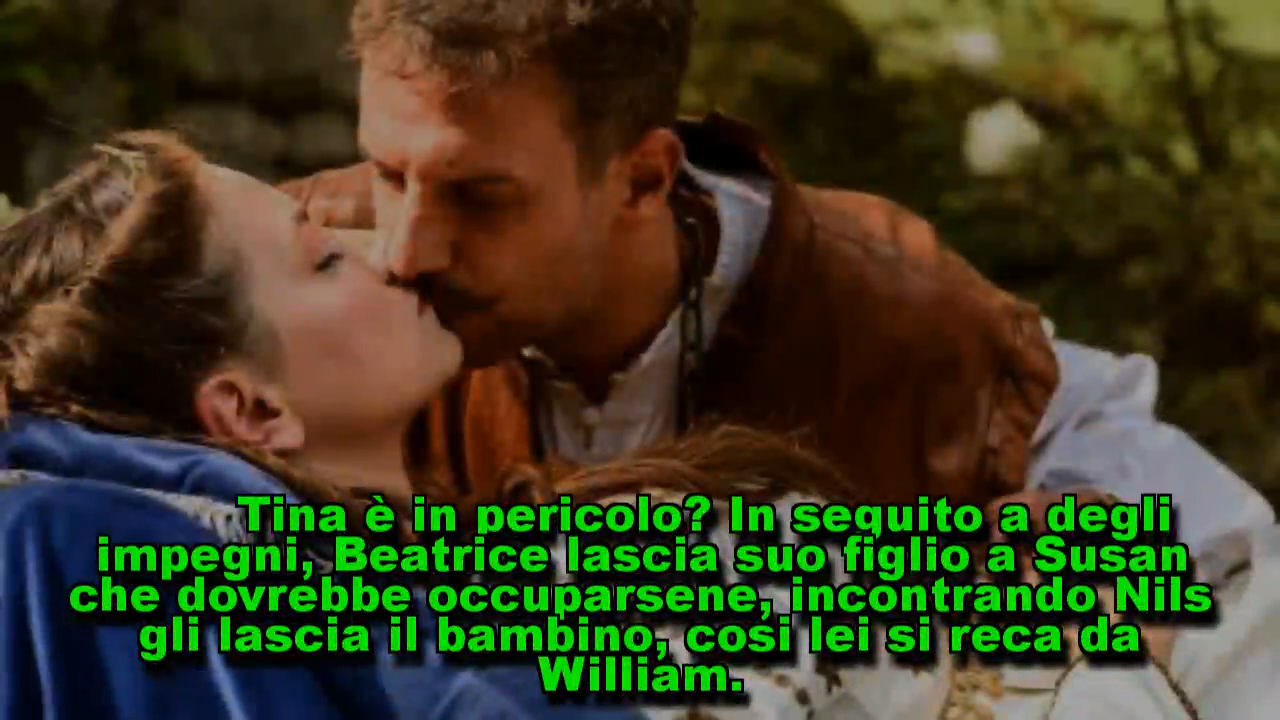 Tina è in pericolo? In seguito a degli
impegni, Beatrice lascia suo figlio a Susan
che dovrebbe occuparsene, incontrando Nils
gli lascia il bambino, cosi lei si reca da
William.